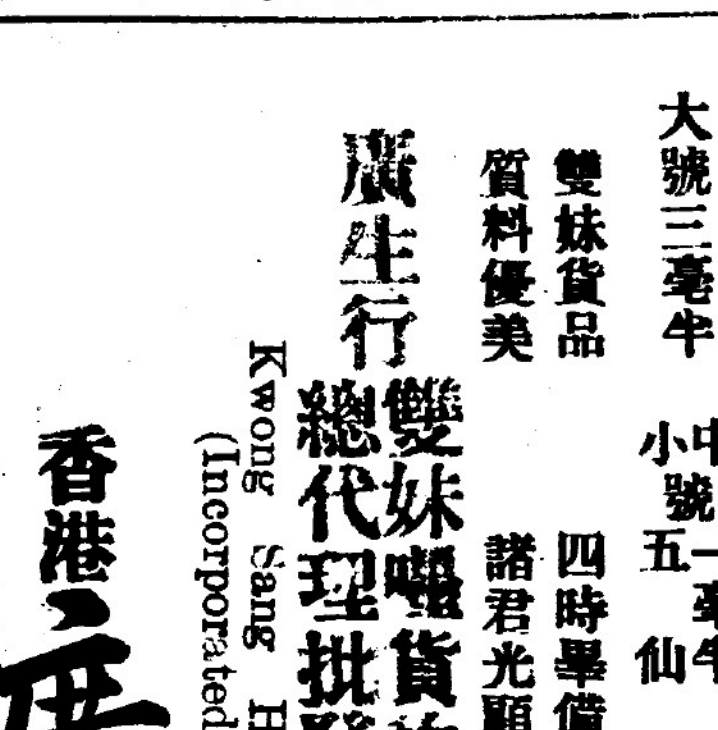 大號三毫半
中號一毫半
小號五仙
雙妹貨品 四時畢備
質料優美 諸君光顧
廣生行
雙妹嚜貨
總代理批發
Kwong Sang
(Incorporated
香港